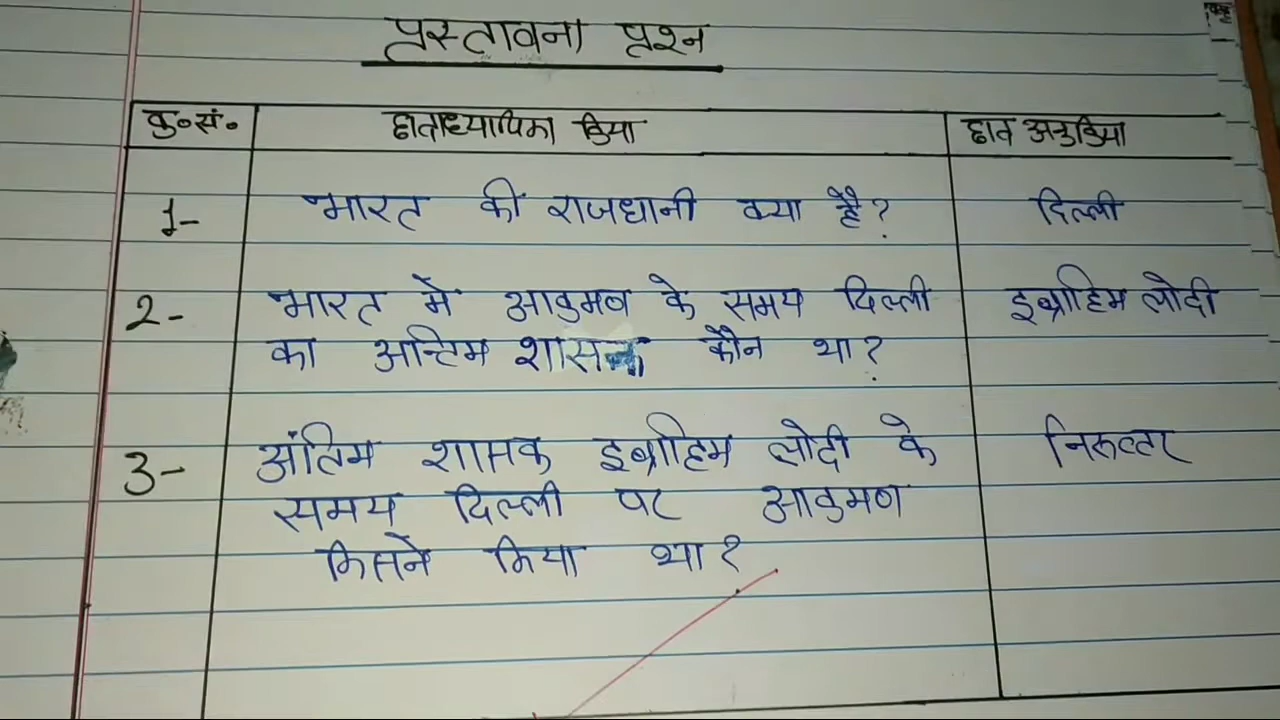 प्रस्तावना प्रश्न
क्र०सं० छात्राध्यापिका क्रिया छात्र अनुक्रिया
1- भारत की राजधानी क्या है? दिल्ली
2- भारत में आक्रमण के समय दिल्ली इब्राहिम लोदी
का अन्तिम शासक कौन था?
3- अंतिम शासक इब्राहिम लोदी के निरूत्तर
समय दिल्ली पर आक्रमण
किसने किया था?